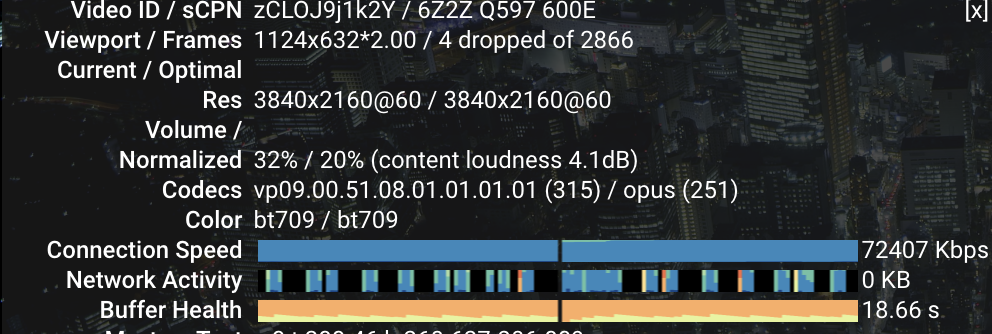 Video ID / sCPN zCLOJ9j1k2Y / 6Z2Z Q597 600E [x]
Viewport / Frames 1124x632*2.00 / 4 dropped of 2866
Current / Optimal
Res 3840x2160@60 / 3840x2160@60
Volume /
Normalized 32% / 20% (content loudness 4.1dB)
Codecs vp09.00.51.08.01.01.01.01 (315) / opus (251)
Color bt709 / bt709
Connection Speed 72407 Kbps
Network Activity 0 KB
Buffer Health 18.66 s